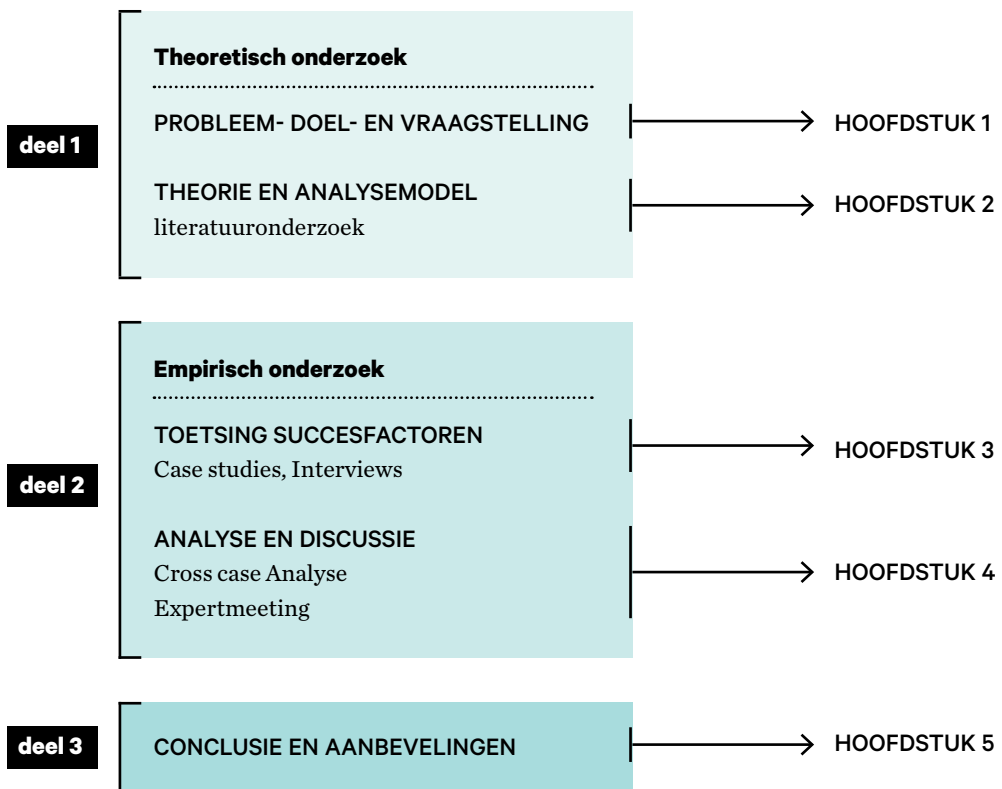 deel 1
Theoretisch onderzoek
PROBLEEM- DOEL- EN VRAAGSTELLING
HOOFDSTUK 1
THEORIE EN ANALYSEMODEL
literatuuronderzoek
HOOFDSTUK 2
deel 2
Empirisch onderzoek
TOETSING SUCCESFACTOREN
Case studies, Interviews
HOOFDSTUK 3
ANALYSE EN DISCUSSIE
Cross case Analyse
Expertmeeting
HOOFDSTUK 4
deel 3
CONCLUSIE EN AANBEVELINGEN
HOOFDSTUK 5